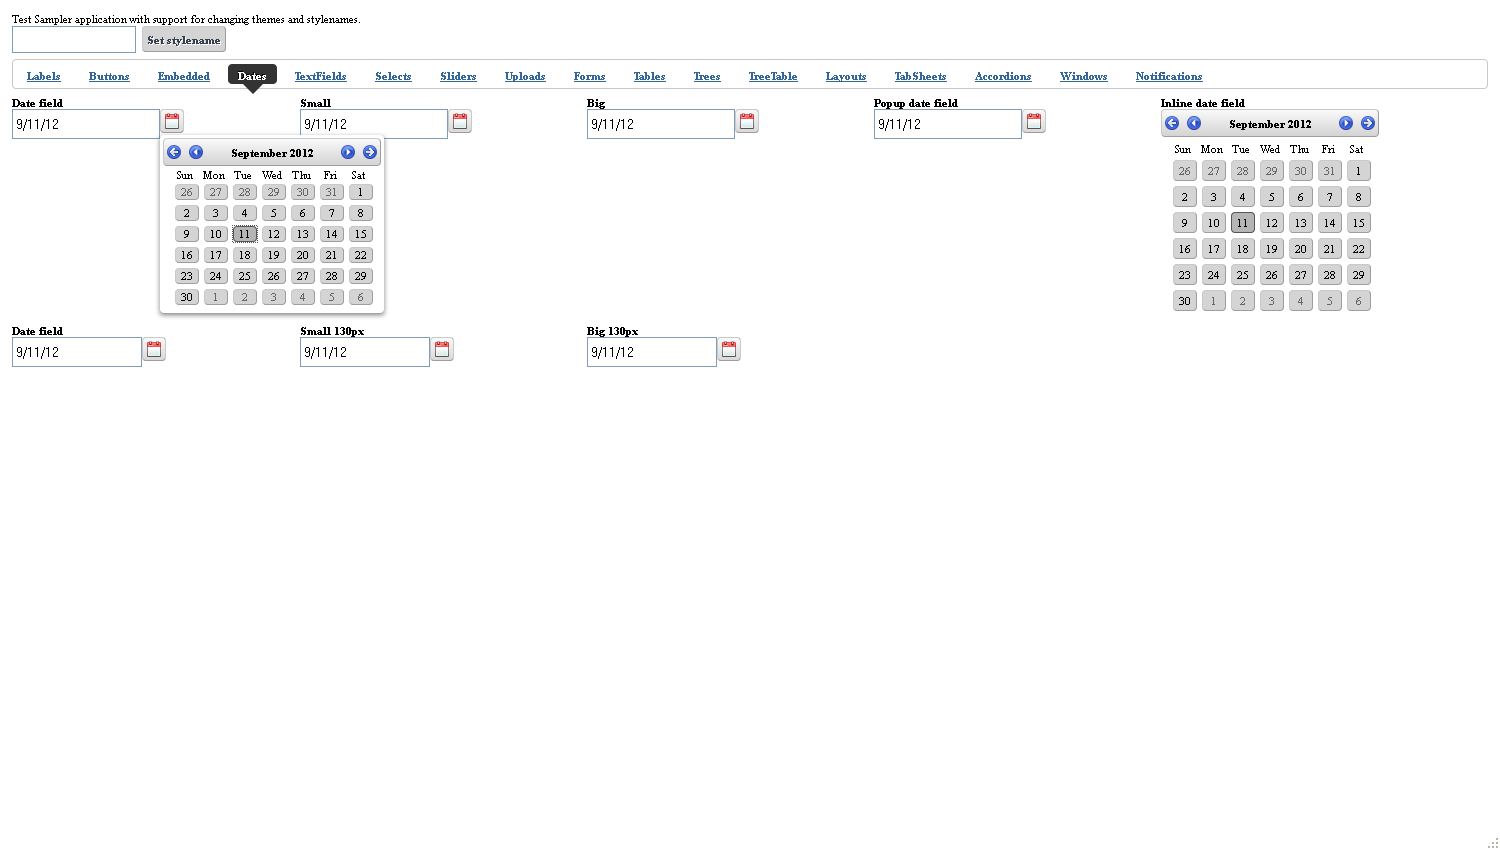 Test Sampler application with support for changing themes and stylenames.
Set stylename
Labels Buttons Embedded Dates TextFields Selects Sliders Uploads Forms Tables Trees TreeTable Layouts TabSheets Accordions Windows Notifications
Date field Small Big Popup date field Inline date field
9/11/12 9/11/12 9/11/12 9/11/12
September 2012
Sun Mon Tue Wed Thu Fri Sat
26 27 28 29 30 31 1
2 3 4 5 6 7 8
9 10 11 12 13 14 15
16 17 18 19 20 21 22
23 24 25 26 27 28 29
30 1 2 3 4 5 6
September 2012
Sun Mon Tue Wed Thu Fri Sat
26 27 28 29 30 31 1
2 3 4 5 6 7 8
9 10 11 12 13 14 15
16 17 18 19 20 21 22
23 24 25 26 27 28 29
30 1 2 3 4 5 6
Date field Small 130px Big 130px
9/11/12 9/11/12 9/11/12